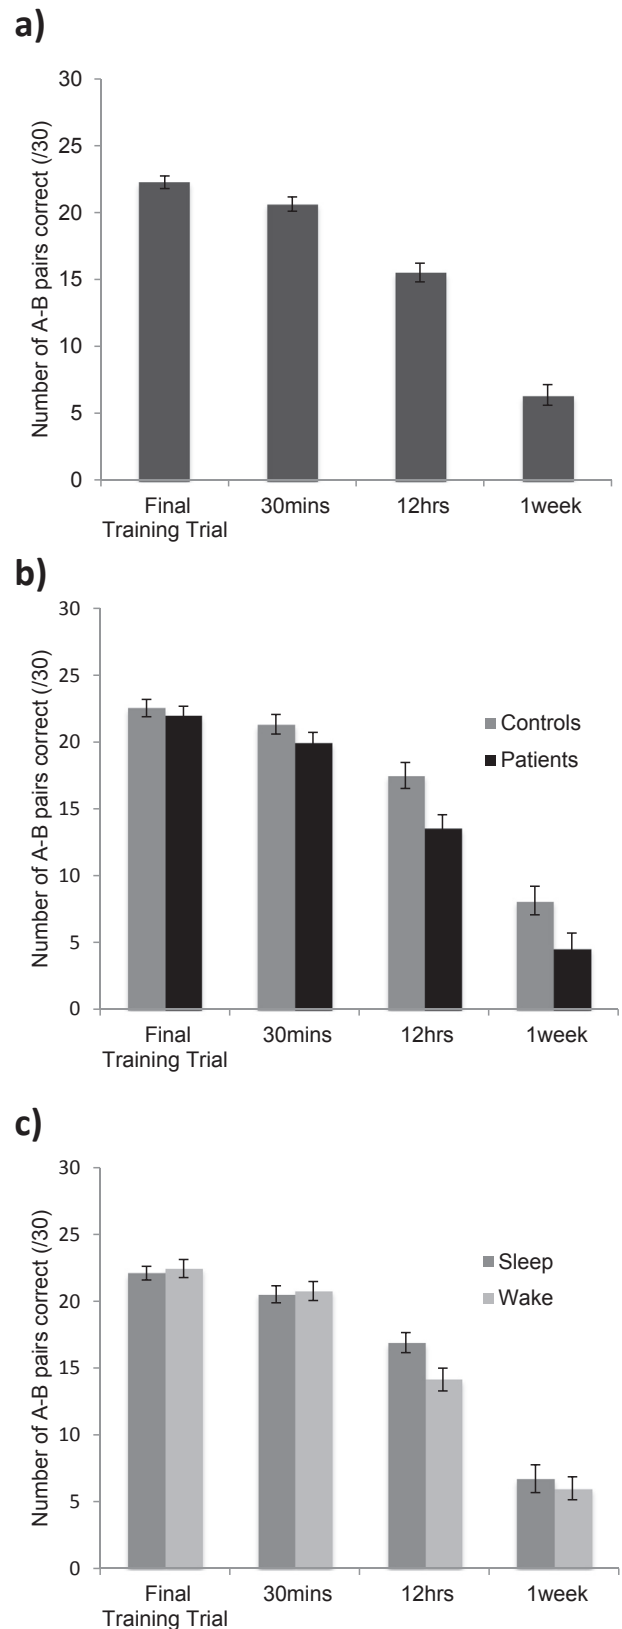 a)
Number of A-B pairs correct (/30)
30
25
20
15
10
5
0
Final
Training Trial
30mins
12hrs
1week
b)
Number of A-B pairs correct (/30)
30
25
20
15
10
5
0
Controls
Patients
Final
Training Trial
30mins
12hrs
1week
c)
Number of A-B pairs correct (/30)
30
25
20
15
10
5
0
Sleep
Wake
Final
Training Trial
30mins
12hrs
1week